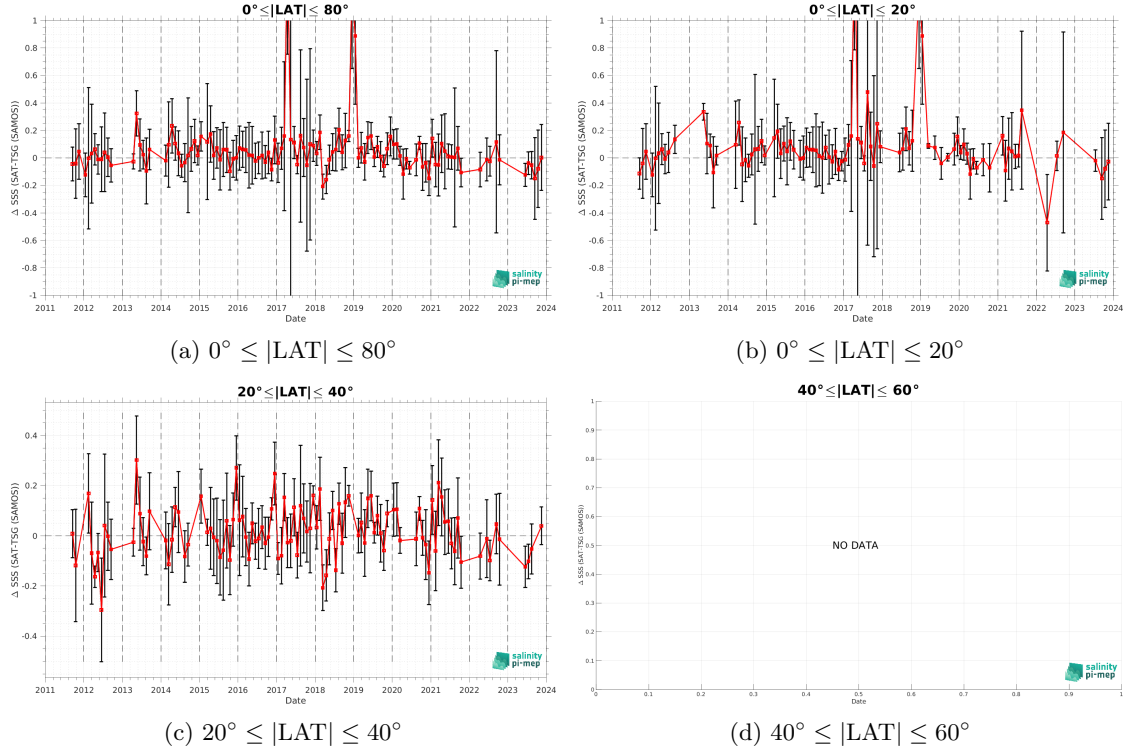 0°≤|LAT|≤ 80°
Δ SSS (SAT-TSG (SAMOS))
1
0.8
0.6
0.4
0.2
0
-0.2
-0.4
-0.6
-0.8
-1
2011 2012 2013 2014 2015 2016 2017 2018 2019 2020 2021 2022 2023 2024
Date
salinity
pi-mep
(a) 0° ≤ |LAT| ≤ 80°
0°≤|LAT|≤ 20°
Δ SSS (SAT-TSG (SAMOS))
1
0.8
0.6
0.4
0.2
0
-0.2
-0.4
-0.6
-0.8
-1
2011 2012 2013 2014 2015 2016 2017 2018 2019 2020 2021 2022 2023 2024
Date
salinity
pi-mep
(b) 0° ≤ |LAT| ≤ 20°
20°≤|LAT|≤ 40°
Δ SSS (SAT-TSG (SAMOS))
0.4
0.2
0
-0.2
-0.4
2011 2012 2013 2014 2015 2016 2017 2018 2019 2020 2021 2022 2023 2024
Date
salinity
pi-mep
(c) 20° ≤ |LAT| ≤ 40°
40°≤|LAT|≤ 60°
Δ SSS (SAT-TSG (SAMOS))
1
0.9
0.8
0.7
0.6
0.5
0.4
0.3
0.2
0.1
0
NO DATA
0 0.1 0.2 0.3 0.4 0.5 0.6 0.7 0.8 0.9 1
Date
salinity
pi-mep
(d) 40° ≤ |LAT| ≤ 60°